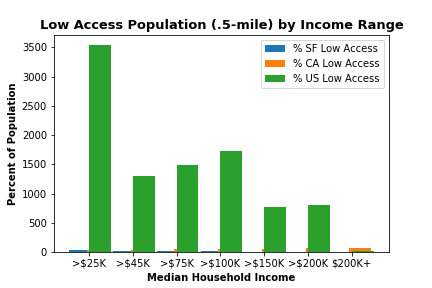 Low Access Population (.5-mile) by Income Range
% SF Low Access
% CA Low Access
% US Low Access
Percent of Population
3500
3000
2500
2000
1500
1000
500
0
>$25K >$45K >$75K >$100K >$150K >$200K $200K+
Median Household Income